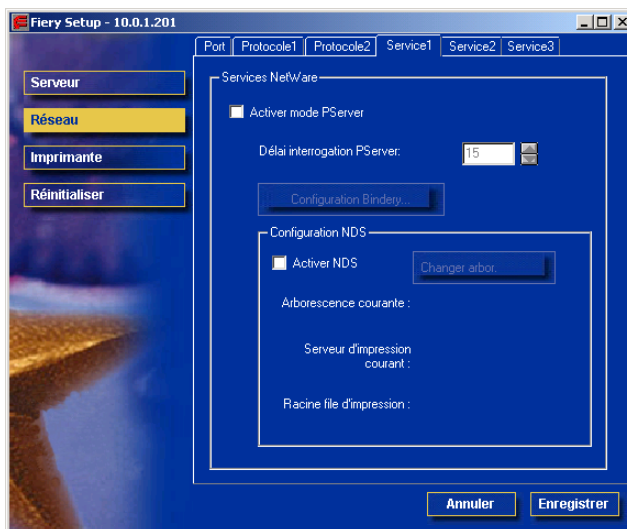 Fiery Setup - 10.0.1.201
Port Protocole1 Protocole2 Service1 Service2 Service3
Serveur
Réseau
Imprimante
Réinitialiser
Services NetWare
Activer mode PServer
Délai interrogation PServer:
15
Configuration Bindery...
Configuration NDS
Activer NDS
Changer arbor.
Arborescence courante :
Serveur d'impression
courant :
Racine file d'impression :
Annuler
Enregistrer